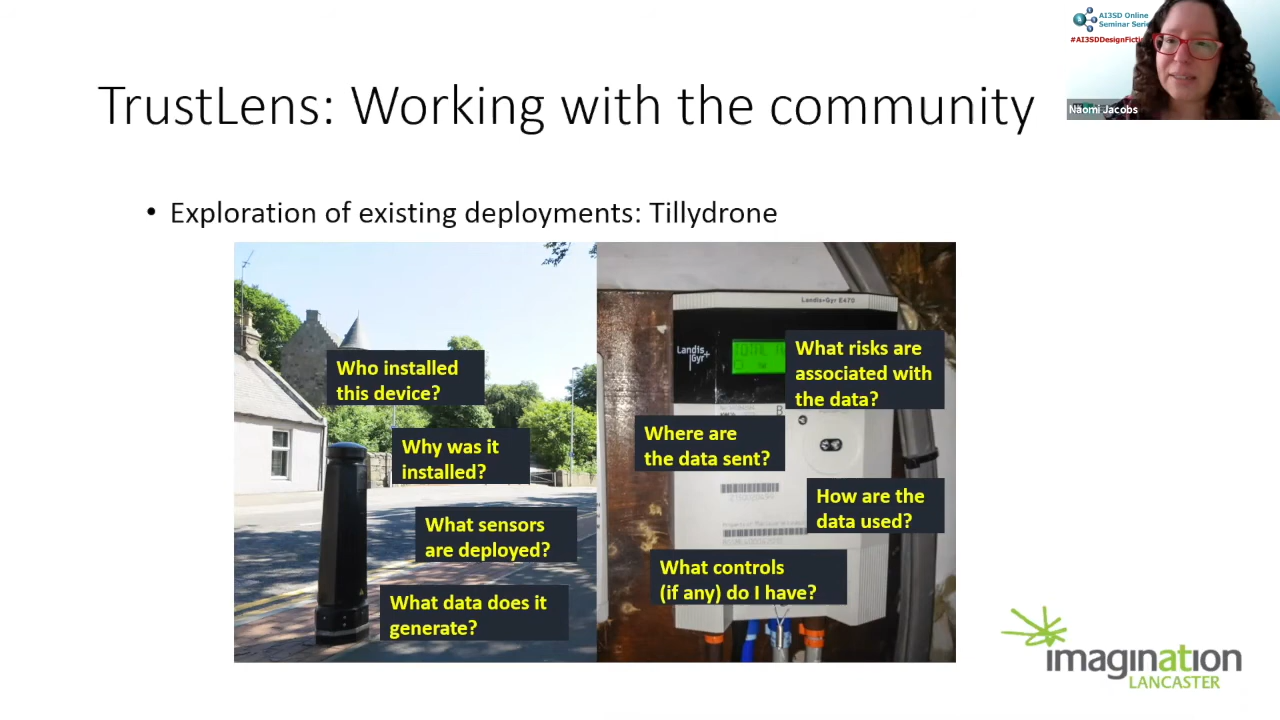 AI3SD Online
Seminar Serie
#AI3SDDesignFictio
Naomi Jacobs
TrustLens: Working with the community
• Exploration of existing deployments: Tillydrone
Who installed
this device?
Why was it
installed?
What sensors
are deployed?
What data does it
generate?
Landis+Gyr E470
Landis
Gyr+
TOTAL
What risks are
associated with
the data?
B
Where are
the data sent?
How are the
data used?
What controls
(if any) do I have?
imagination
LANCASTER